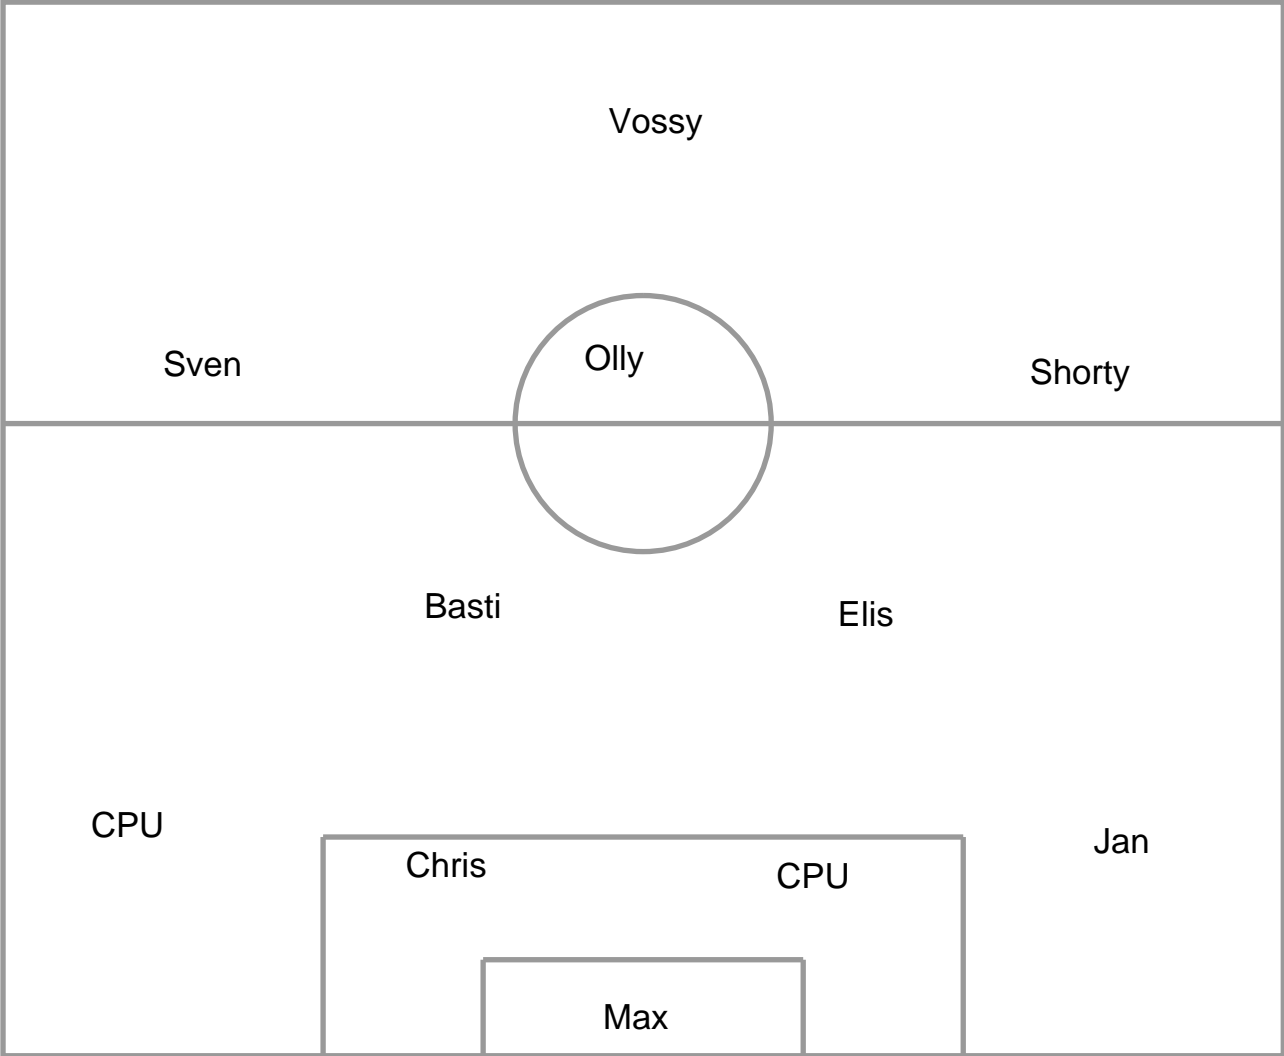 Vossy
Sven
Olly
Shorty
Basti
Elis
CPU
Chris
CPU
Jan
Max